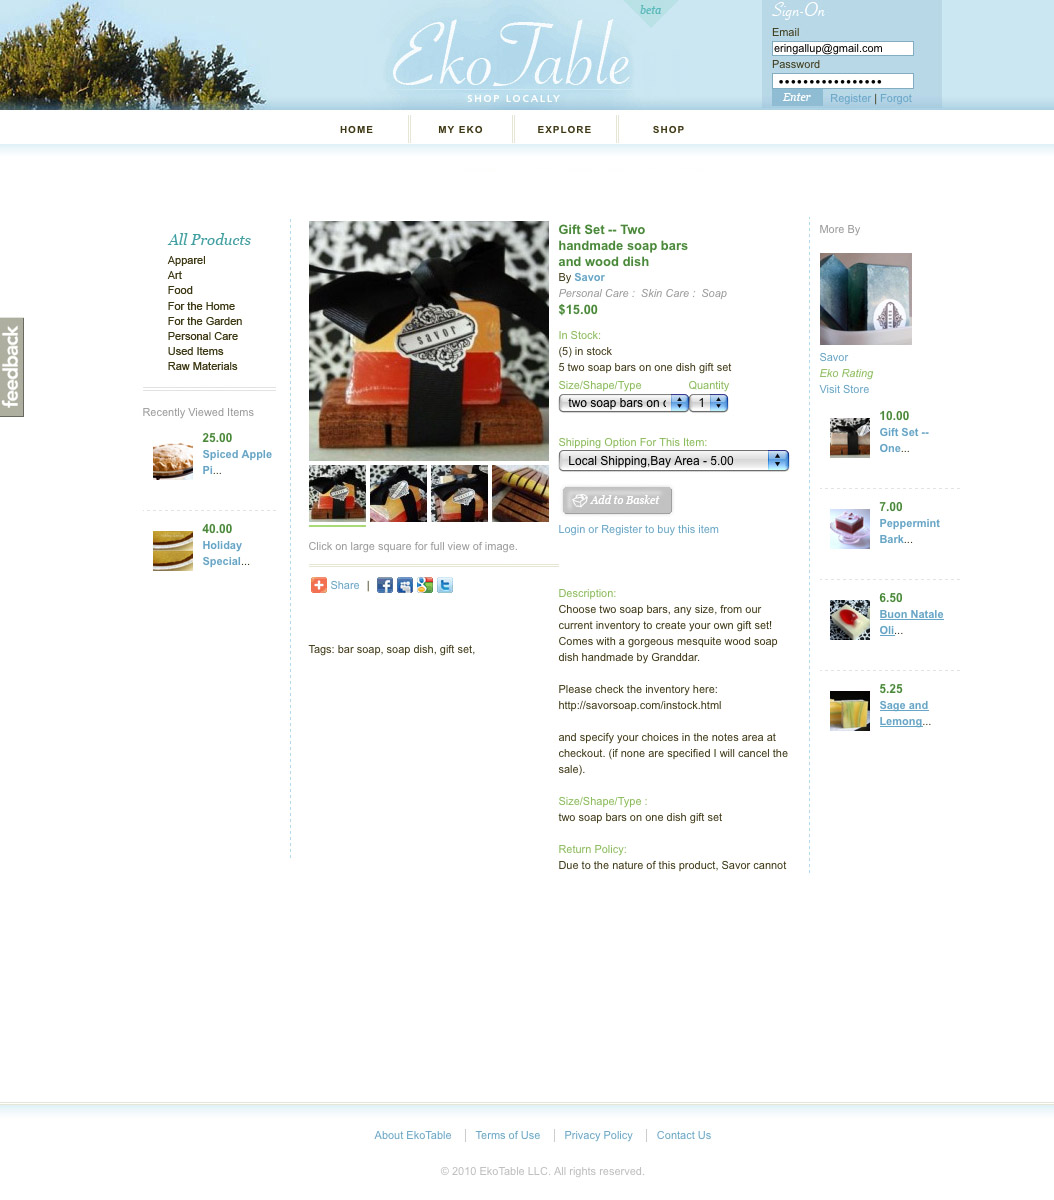 beta
EkoTable
SHOP LOCALLY
Sign-On
Email
eringallup@gmail.com
Password
•••••••••••••••••
Enter
Register | Forgot
HOME
MY EKO
EXPLORE
SHOP
feedback
All Products
Apparel
Art
Food
For the Home
For the Garden
Personal Care
Used Items
Raw Materials
Recently Viewed Items
25.00
Spiced Apple
Pi...
40.00
Holiday
Special...
savor
Click on large square for full view of image.
Share |
Tags: bar soap, soap dish, gift set,
Gift Set -- Two
handmade soap bars
and wood dish
By Savor
Personal Care : Skin Care : Soap
$15.00
In Stock:
(5) in stock
5 two soap bars on one dish gift set
Size/Shape/Type Quantity
two soap bars on 1
Shipping Option For This Item:
Local Shipping,Bay Area - 5.00
Add to Basket
Login or Register to buy this item
Description:
Choose two soap bars, any size, from our
current inventory to create your own gift set!
Comes with a gorgeous mesquite wood soap
dish handmade by Granddar.
Please check the inventory here:
http://savorsoap.com/instock.html
and specify your choices in the notes area at
checkout. (if none are specified I will cancel the
sale).
Size/Shape/Type :
two soap bars on one dish gift set
Return Policy:
Due to the nature of this product, Savor cannot
More By
Savor
Eko Rating
Visit Store
10.00
Gift Set --
One...
7.00
Peppermint
Bark...
6.50
Buon Natale
Oli...
5.25
Sage and
Lemong...
About EkoTable
Terms of Use
Privacy Policy
Contact Us
© 2010 EkoTable LLC. All rights reserved.